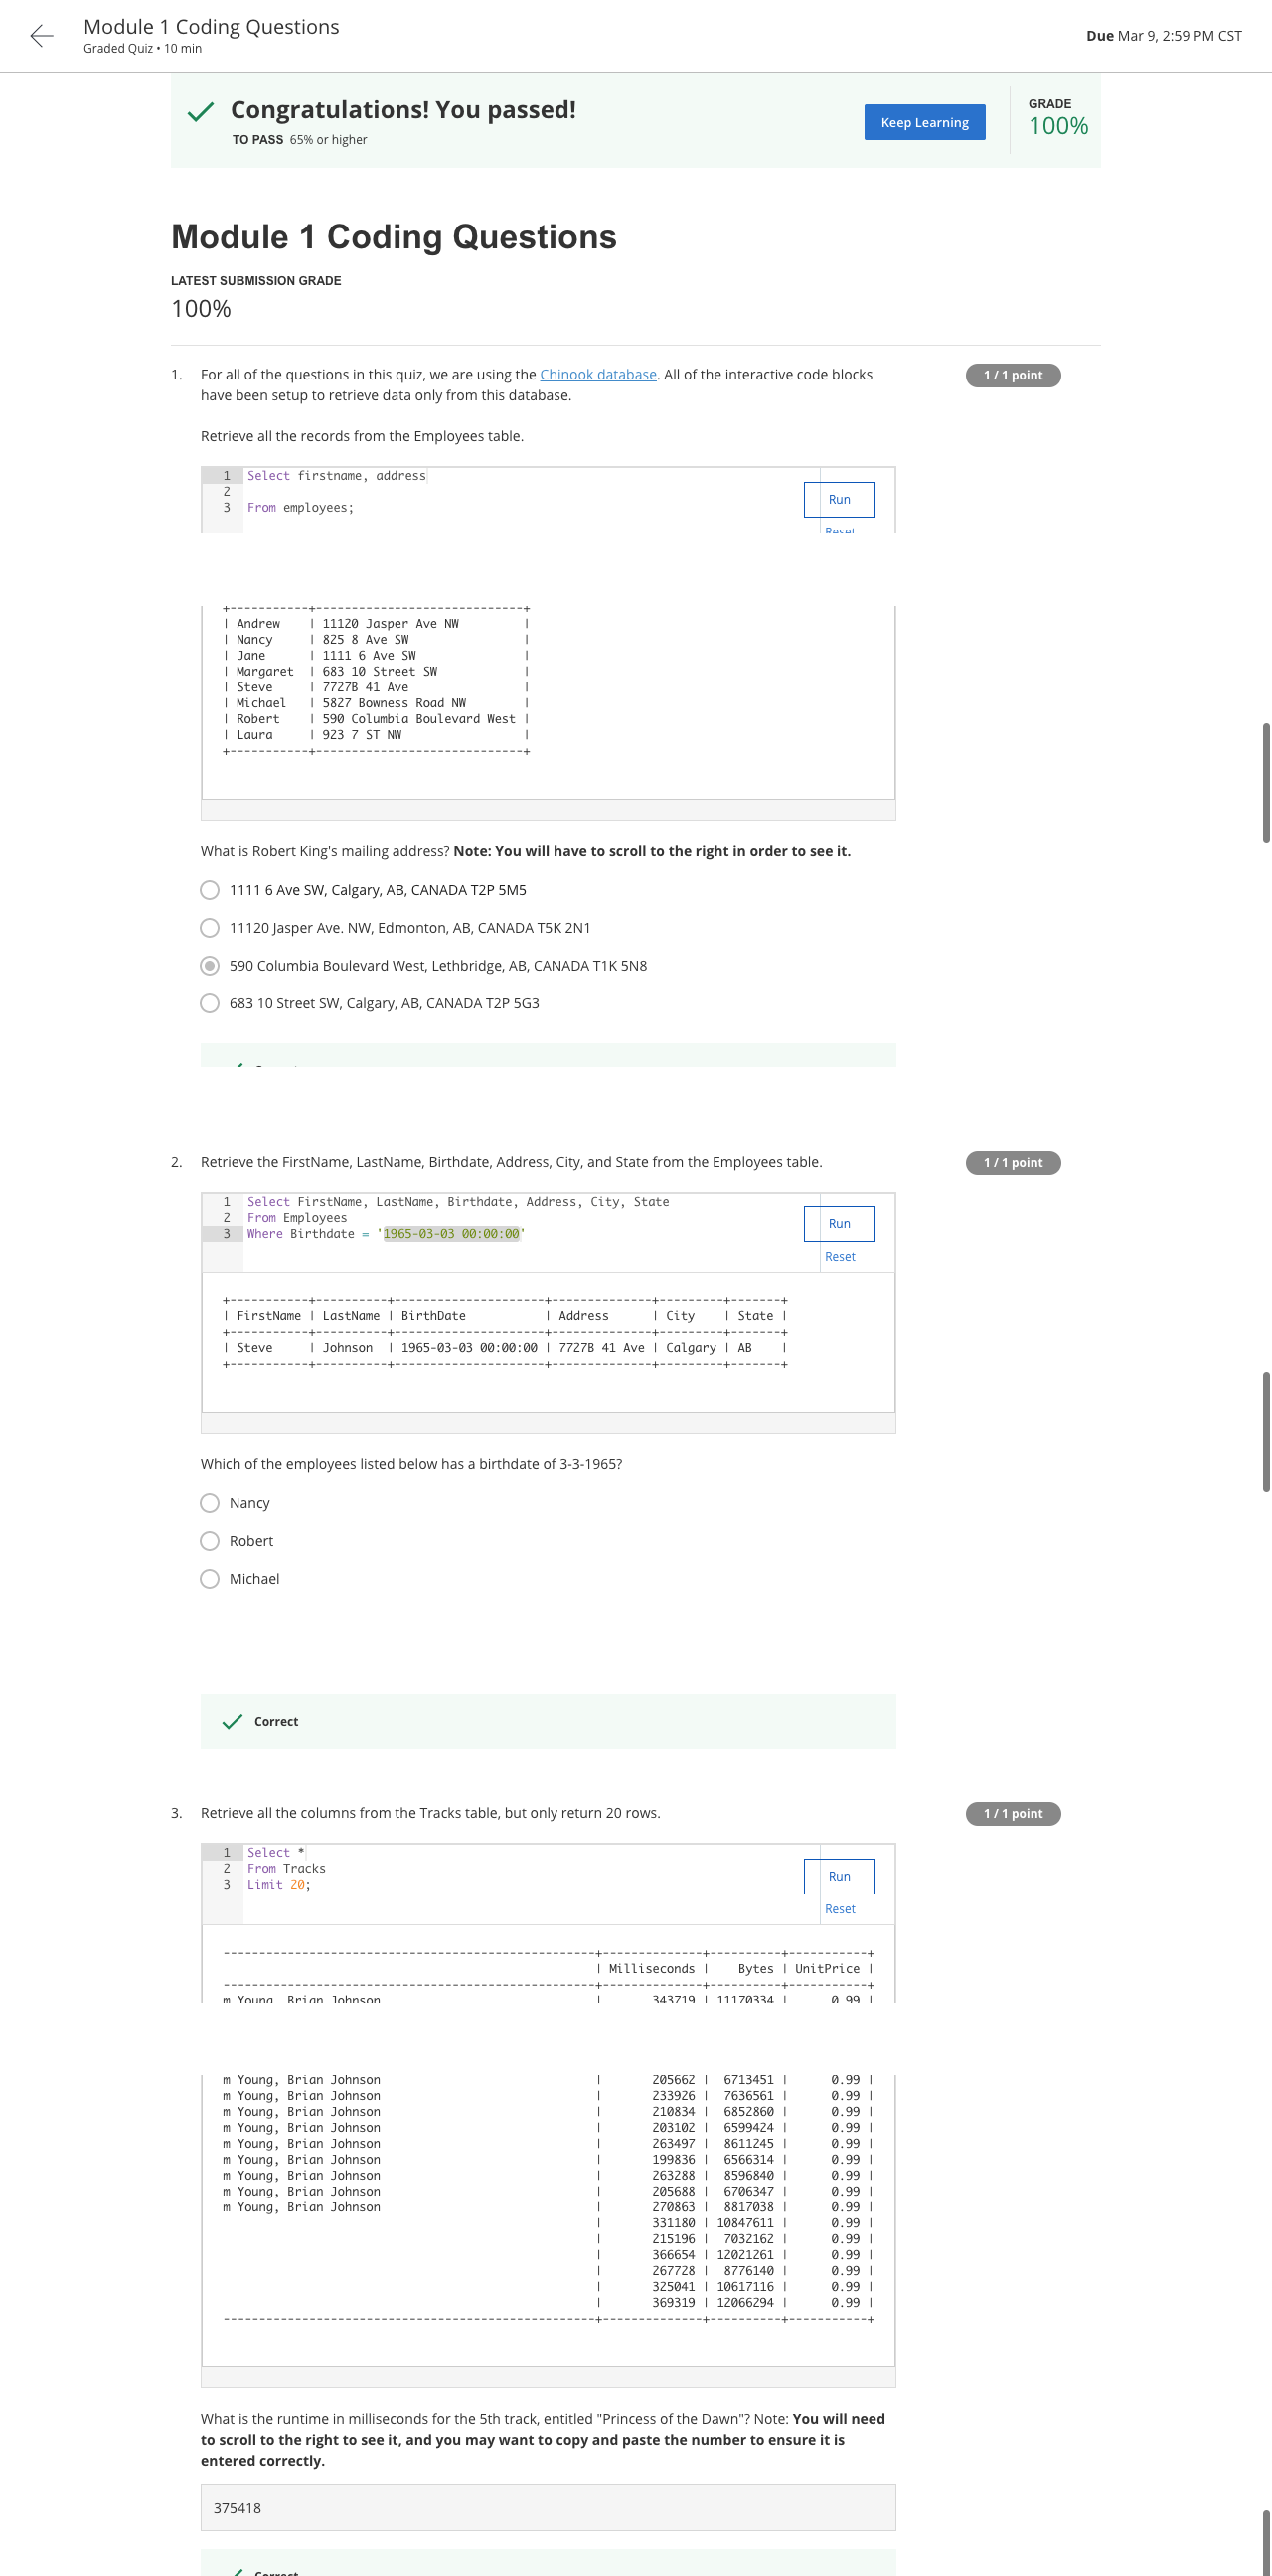 Module 1 Coding Questions
Graded Quiz • 10 min
Due Mar 9, 2:59 PM CST
Congratulations! You passed!
TO PASS 65% or higher
Keep Learning
GRADE
100%
Module 1 Coding Questions
LATEST SUBMISSION GRADE
100%
1. For all of the questions in this quiz, we are using the Chinook database. All of the interactive code blocks
have been setup to retrieve data only from this database.
1 / 1 point
Retrieve all the records from the Employees table.
1 Select firstname, address
2
3 From employees;
Run
Reset
+-----------+-----------------------------+
| Andrew | 11120 Jasper Ave NW |
| Nancy | 825 8 Ave SW |
| Jane | 1111 6 Ave SW |
| Margaret | 683 10 Street SW |
| Steve | 7727B 41 Ave |
| Michael | 5827 Bowness Road NW |
| Robert | 590 Columbia Boulevard West |
| Laura | 923 7 ST NW |
+-----------+-----------------------------+
What is Robert King's mailing address? Note: You will have to scroll to the right in order to see it.
1111 6 Ave SW, Calgary, AB, CANADA T2P 5M5
11120 Jasper Ave. NW, Edmonton, AB, CANADA T5K 2N1
590 Columbia Boulevard West, Lethbridge, AB, CANADA T1K 5N8
683 10 Street SW, Calgary, AB, CANADA T2P 5G3
2. Retrieve the FirstName, LastName, Birthdate, Address, City, and State from the Employees table.
1 / 1 point
1 Select FirstName, LastName, Birthdate, Address, City, State
2 From Employees
3 Where Birthdate = '1965-03-03 00:00:00'
Run
Reset
+-----------+----------+---------------------+--------------+---------+-------+
| FirstName | LastName | BirthDate | Address | City | State |
+-----------+----------+---------------------+--------------+---------+-------+
| Steve | Johnson | 1965-03-03 00:00:00 | 7727B 41 Ave | Calgary | AB |
+-----------+----------+---------------------+--------------+---------+-------+
Which of the employees listed below has a birthdate of 3-3-1965?
Nancy
Robert
Michael
Correct
3. Retrieve all the columns from the Tracks table, but only return 20 rows.
1 / 1 point
1 Select *
2 From Tracks
3 Limit 20;
Run
Reset
----------------------------------------------------+--------------+----------+-----------+
| Milliseconds | Bytes | UnitPrice |
----------------------------------------------------+--------------+----------+-----------+
m Young, Brian Johnson | 343719 | 11170334 | 0.99 |
m Young, Brian Johnson | 205662 | 6713451 | 0.99 |
m Young, Brian Johnson | 233926 | 7636561 | 0.99 |
m Young, Brian Johnson | 210834 | 6852860 | 0.99 |
m Young, Brian Johnson | 203102 | 6599424 | 0.99 |
m Young, Brian Johnson | 263497 | 8611245 | 0.99 |
m Young, Brian Johnson | 199836 | 6566314 | 0.99 |
m Young, Brian Johnson | 263288 | 8596840 | 0.99 |
m Young, Brian Johnson | 205688 | 6706347 | 0.99 |
m Young, Brian Johnson | 270863 | 8817038 | 0.99 |
| 331180 | 10847611 | 0.99 |
| 215196 | 7032162 | 0.99 |
| 366654 | 12021261 | 0.99 |
| 267728 | 8776140 | 0.99 |
| 325041 | 10617116 | 0.99 |
| 369319 | 12066294 | 0.99 |
----------------------------------------------------+--------------+----------+-----------+
What is the runtime in milliseconds for the 5th track, entitled "Princess of the Dawn"? Note: You will need
to scroll to the right to see it, and you may want to copy and paste the number to ensure it is
entered correctly.
375418
Correct